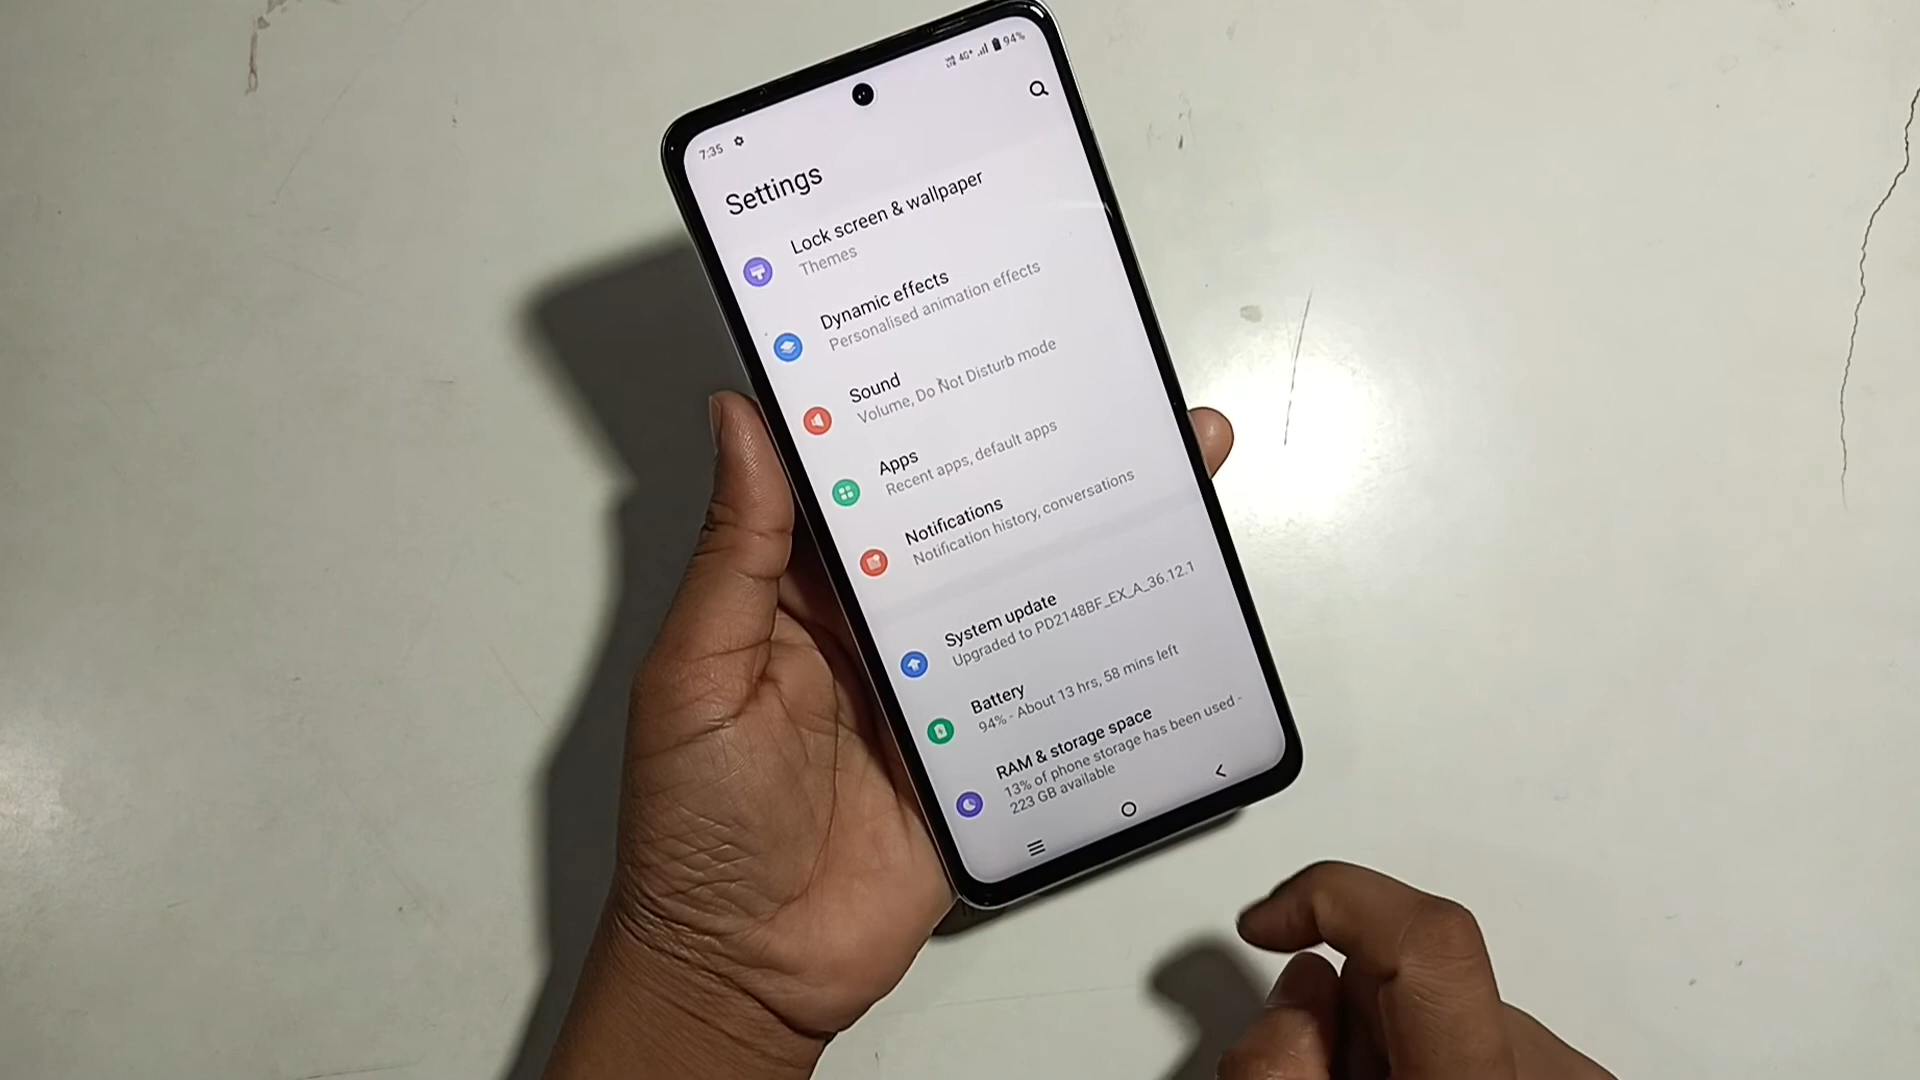 4G+ 94%
7:35
Settings
Lock screen & wallpaper
Themes
Dynamic effects
Personalised animation effects
Sound
Volume, Do Not Disturb mode
Apps
Recent apps, default apps
Notifications
Notification history, conversations
System update
Upgraded to PD2148BF_EX_A_36.12.1
Battery
94% - About 13 hrs, 58 mins left
RAM & storage space
13% of phone storage has been used -
223 GB available